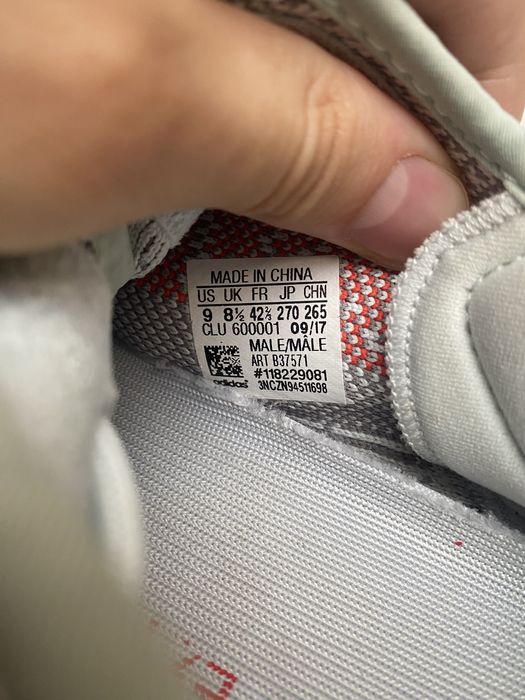 MADE IN CHINA
US UK FR JP CHN
9 8½ 42⅔ 270 265
CLU 600001 09/17
MALE/MÂLE
ART B37571
#118229081
adidas 3NCZN94511698